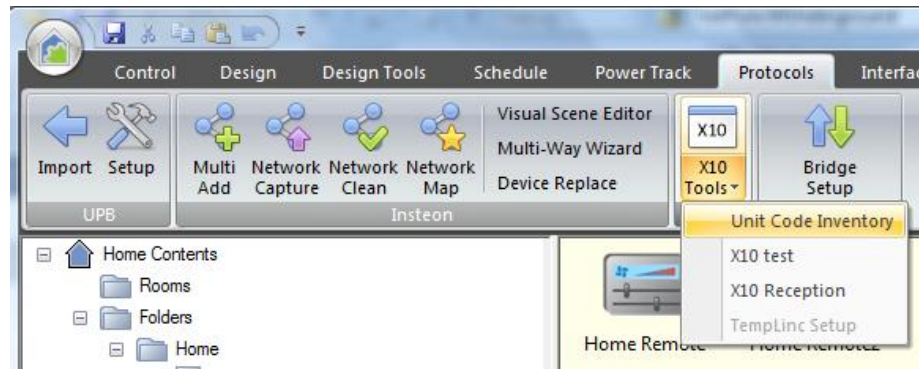 Control Design Design Tools Schedule Power Track Protocols Interfac
Import Setup
UPB
Multi Add
Network Capture
Network Clean
Network Map
Visual Scene Editor
Multi-Way Wizard
Device Replace
Insteon
X10
X10 Tools
Bridge Setup
Unit Code Inventory
X10 test
X10 Reception
TempLinc Setup
Home Contents
Rooms
Folders
Home
Home Remote